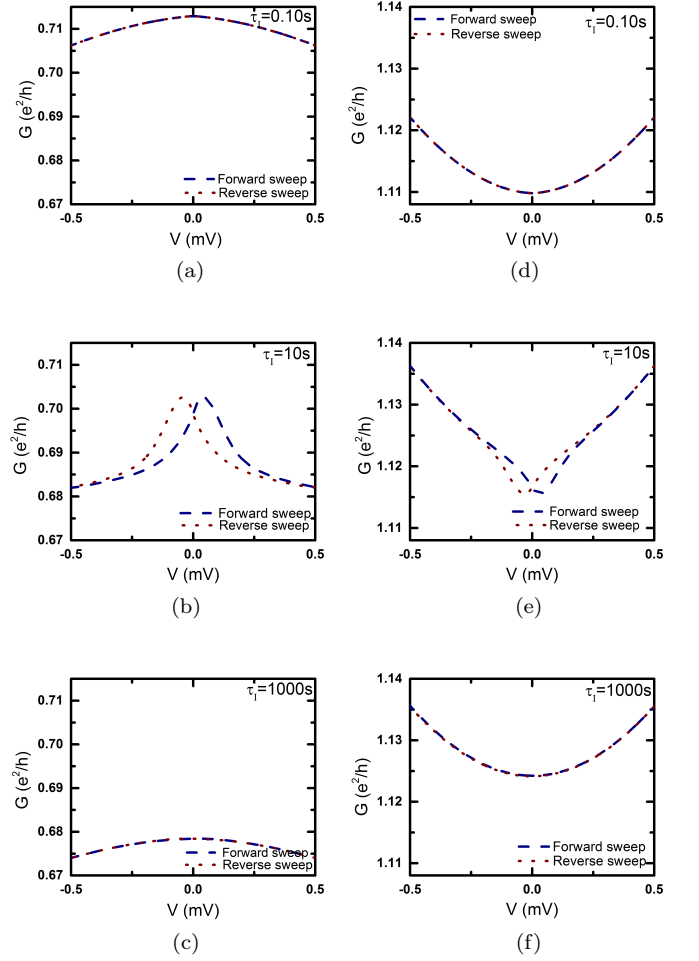 τI=0.10s
0.71
0.70
0.69
0.68
0.67
G (e²/h)
Forward sweep
Reverse sweep
-0.5
0.0
0.5
V (mV)
(a)
1.14
1.13
1.12
1.11
G (e²/h)
Forward sweep
Reverse sweep
τI=0.10s
-0.5
0.0
0.5
V (mV)
(d)
τI=10s
0.71
0.70
0.69
0.68
0.67
G (e²/h)
Forward sweep
Reverse sweep
-0.5
0.0
0.5
V (mV)
(b)
τI=10s
1.14
1.13
1.12
1.11
G (e²/h)
Forward sweep
Reverse sweep
-0.5
0.0
0.5
V (mV)
(e)
τI=1000s
0.71
0.70
0.69
0.68
0.67
G (e²/h)
Forward sweep
Reverse sweep
-0.5
0.0
0.5
V (mV)
(c)
τI=1000s
1.14
1.13
1.12
1.11
G (e²/h)
Forward sweep
Reverse sweep
-0.5
0.0
0.5
V (mV)
(f)